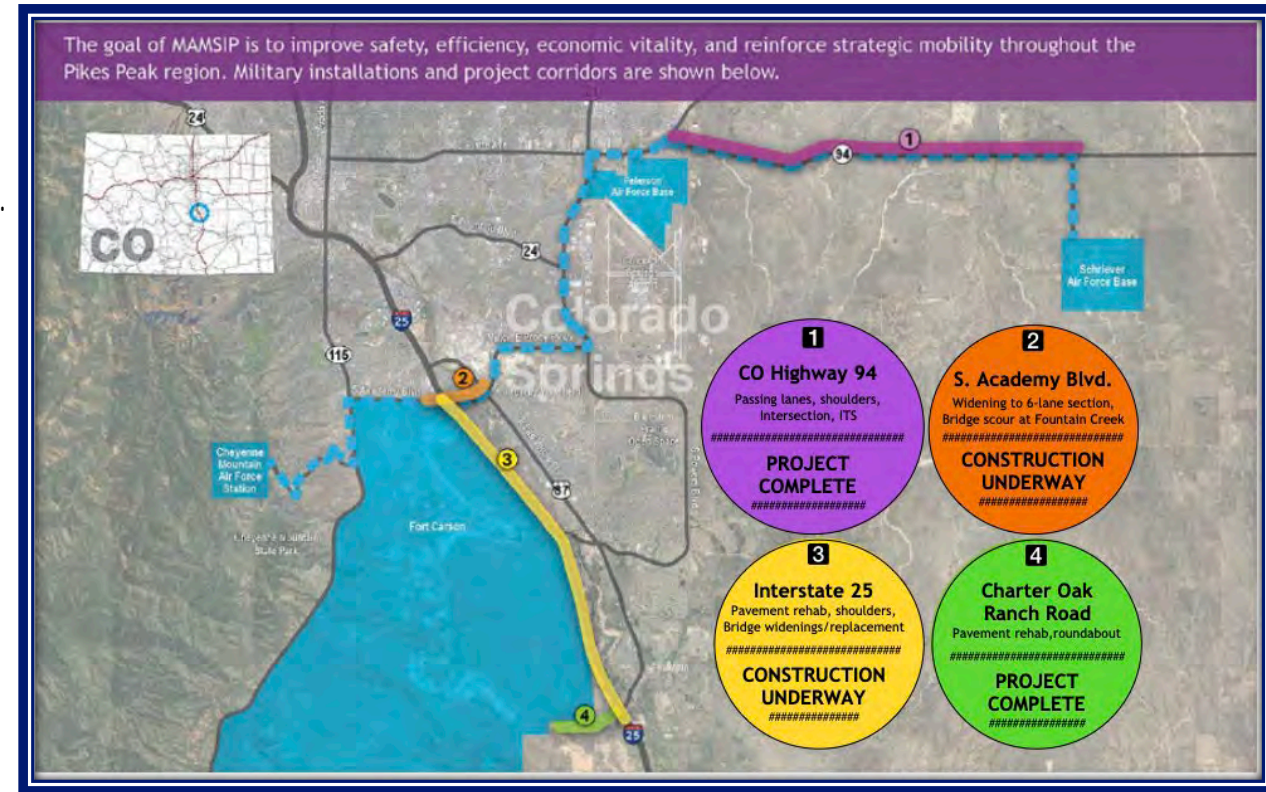 The goal of MAMSIP is to improve safety, efficiency, economic vitality, and reinforce strategic mobility throughout the
Pikes Peak region. Military installations and project corridors are shown below.
24
CO
1
94
Peterson
Air Force Base
24
Schriever
Air Force Base
25
Colorado
Springs
115
2
Cheyenne
Mountain
Air Force
Station
3
87
Fort Carson
Cheyenne Mountain
State Park
4
25
1
CO Highway 94
Passing lanes, shoulders,
intersection, ITS
################################
PROJECT
COMPLETE
###################
2
S. Academy Blvd.
Widening to 6-lane section,
Bridge scour at Fountain Creek
##############################
CONSTRUCTION
UNDERWAY
##################
3
Interstate 25
Pavement rehab, shoulders,
Bridge widenings/replacement
#############################
CONSTRUCTION
UNDERWAY
###############
4
Charter Oak
Ranch Road
Pavement rehab,roundabout
#############################
PROJECT
COMPLETE
################